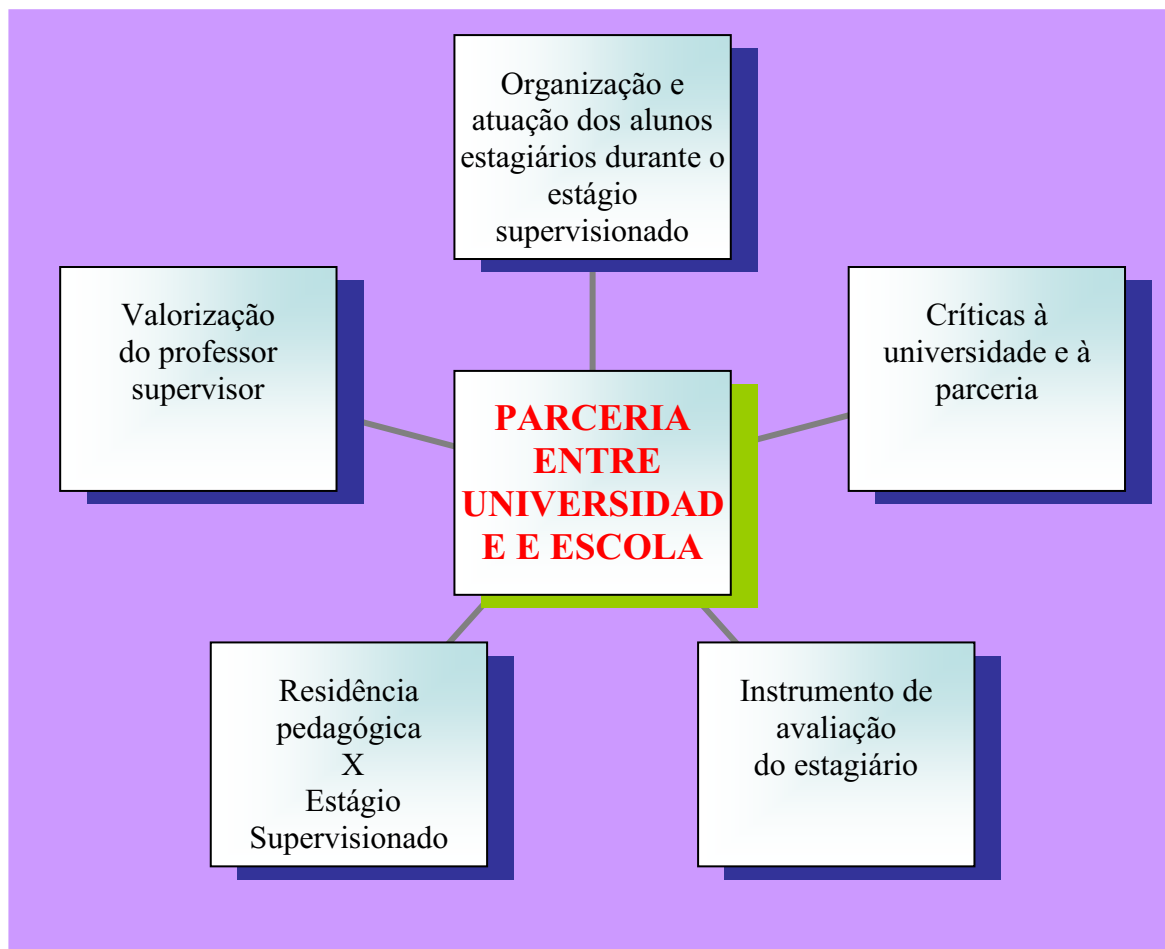 Organização e
atuação dos alunos
estagiários durante o
estágio
supervisionado
Valorização
do professor
supervisor
Críticas à
universidade e à
parceria
PARCERIA
ENTRE
UNIVERSIDAD
E E ESCOLA
Residência
pedagógica
X
Estágio
Supervisionado
Instrumento de
avaliação
do estagiário